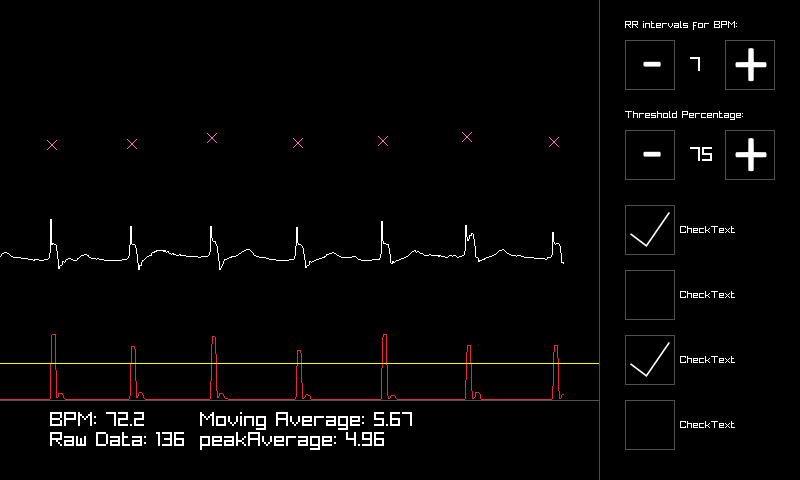 RR intervals for BPM:
- 7 +
Threshold Percentage:
- 75 +
CheckText
CheckText
CheckText
CheckText
BPM: 72.2 Moving Average: 5.67
Raw Data: 136 peakAverage: 4.96